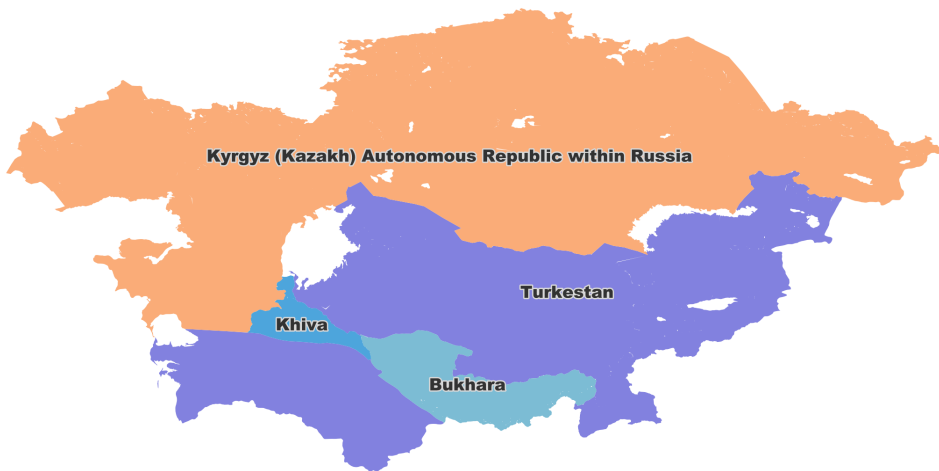 Kyrgyz (Kazakh) Autonomous Republic within Russia
Turkestan
Khiva
Bukhara